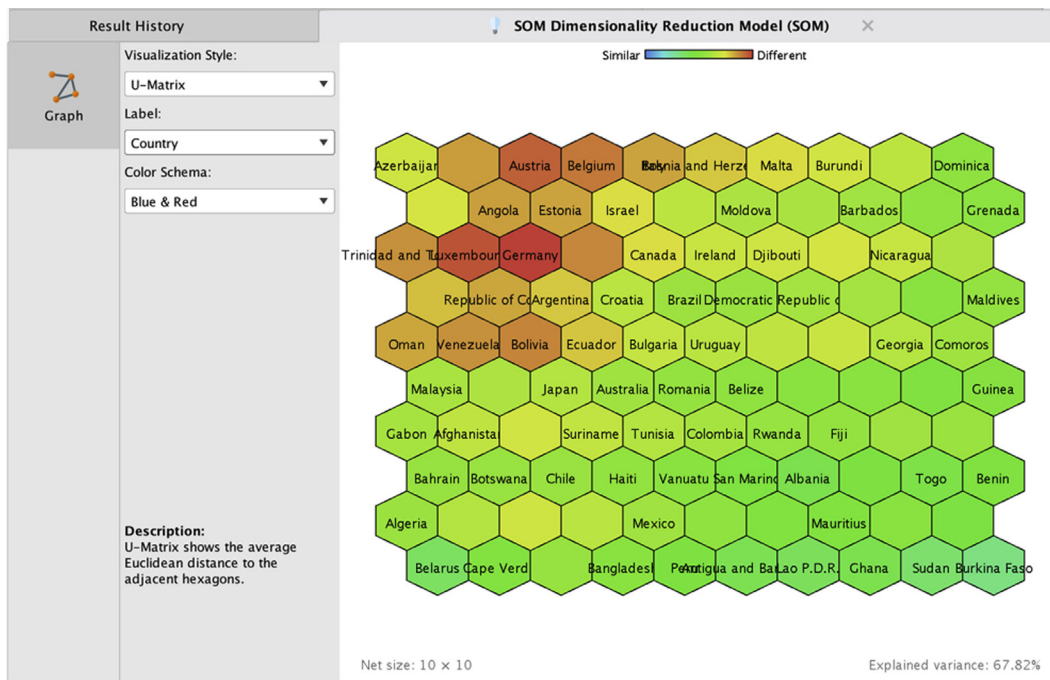 Result History
SOM Dimensionality Reduction Model (SOM)
Visualization Style:
U-Matrix
Label:
Country
Color Schema:
Blue & Red
Graph
Description:
U-Matrix shows the average
Euclidean distance to the
adjacent hexagons.
Similar Different
Azerbaijan Austria Belgium Bosnia and Herze Malta Burundi Dominica
Angola Estonia Israel Moldova Barbados Grenada
Trinidad and T Luxembour Germany Canada Ireland Djibouti Nicaragua
Republic of Co Argentina Croatia Brazil Democratic Republic o Maldives
Oman Venezuela Bolivia Ecuador Bulgaria Uruguay Georgia Comoros
Malaysia Japan Australia Romania Belize Guinea
Gabon Afghanistan Suriname Tunisia Colombia Rwanda Fiji
Bahrain Botswana Chile Haiti Vanuatu San Marino Albania Togo Benin
Algeria Mexico Mauritius
Belarus Cape Verd Bangladesh Antigua and Bar Lao P.D.R. Ghana Sudan Burkina Faso
Net size: 10 × 10
Explained variance: 67.82%